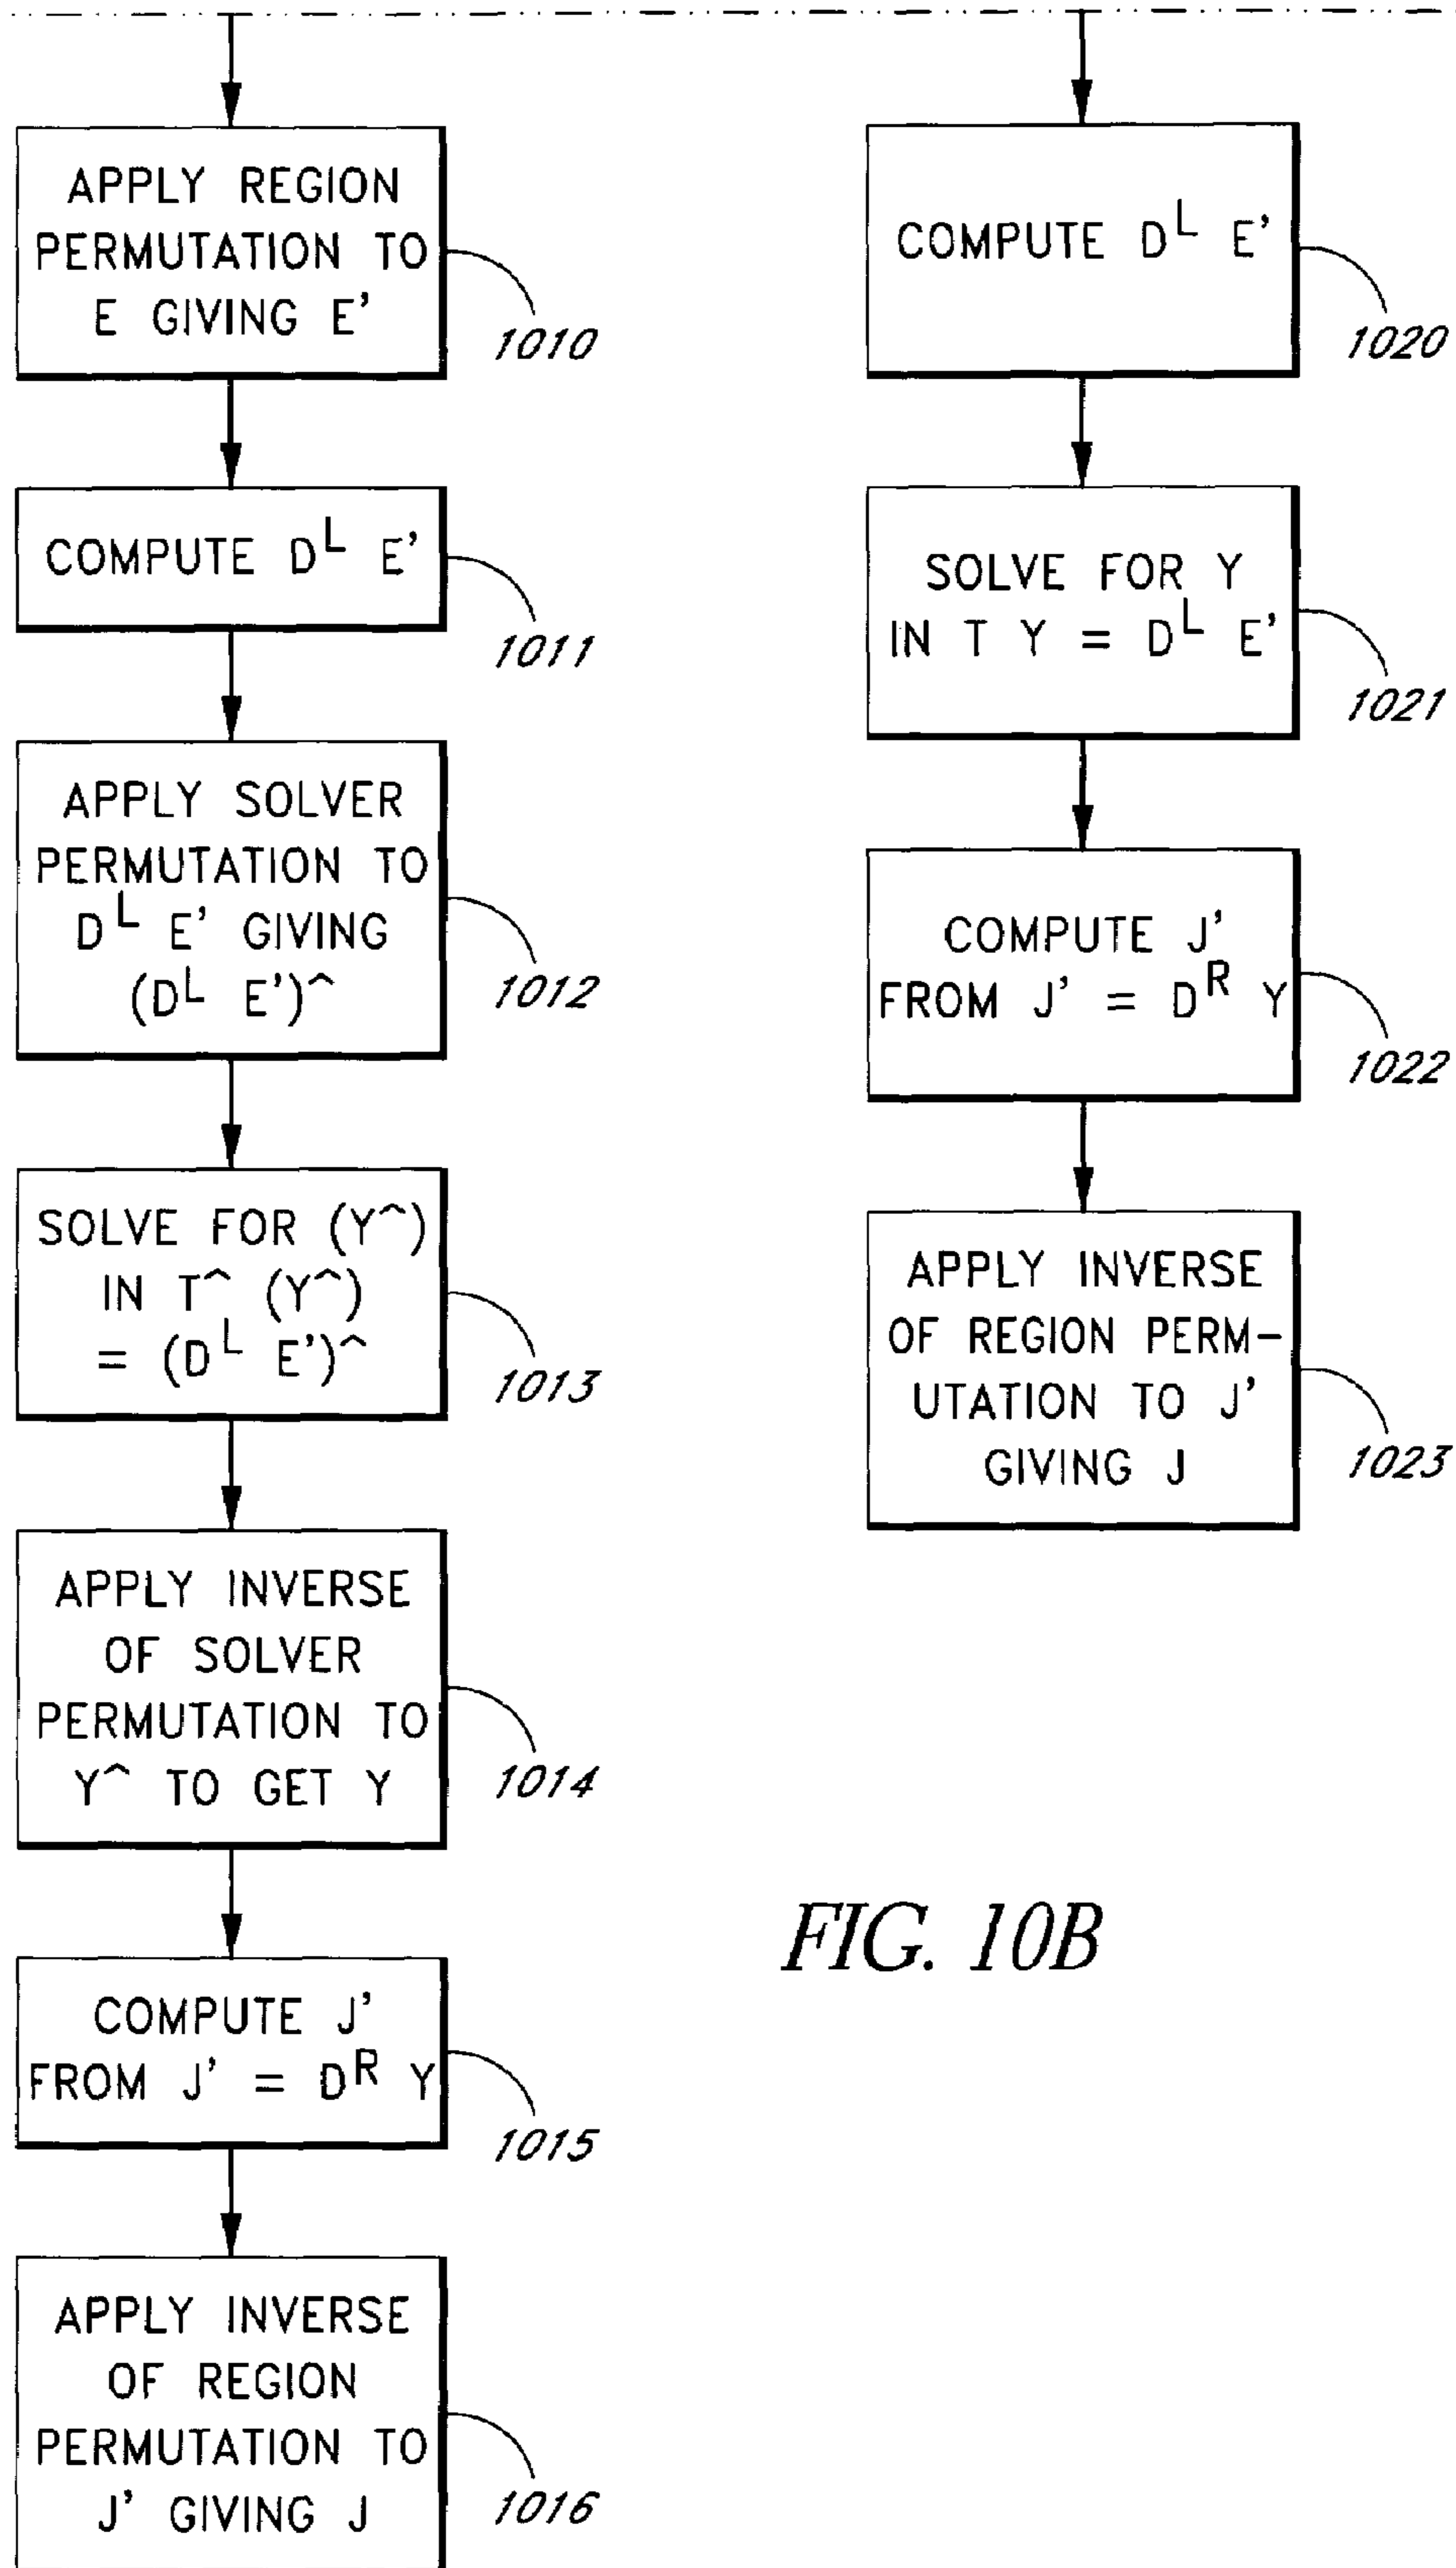 APPLY REGION
PERMUTATION TO
E GIVING E'
1010
COMPUTE D^L E'
1011
APPLY SOLVER
PERMUTATION TO
D^L E' GIVING
(D^L E')^
1012
SOLVE FOR (Y^)
IN T^ (Y^)
= (D^L E')^
1013
APPLY INVERSE
OF SOLVER
PERMUTATION TO
Y^ TO GET Y
1014
COMPUTE J'
FROM J' = D^R Y
1015
APPLY INVERSE
OF REGION
PERMUTATION TO
J' GIVING J
1016
COMPUTE D^L E'
1020
SOLVE FOR Y
IN T Y = D^L E'
1021
COMPUTE J'
FROM J' = D^R Y
1022
APPLY INVERSE
OF REGION PERM-
UTATION TO J'
GIVING J
1023
FIG. 10B